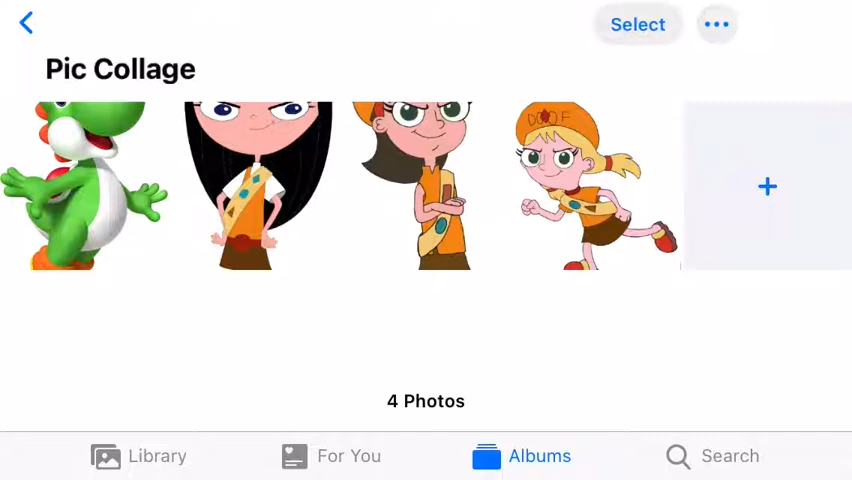 Select
Pic Collage
DOOF
4 Photos
Library
For You
Albums
Search